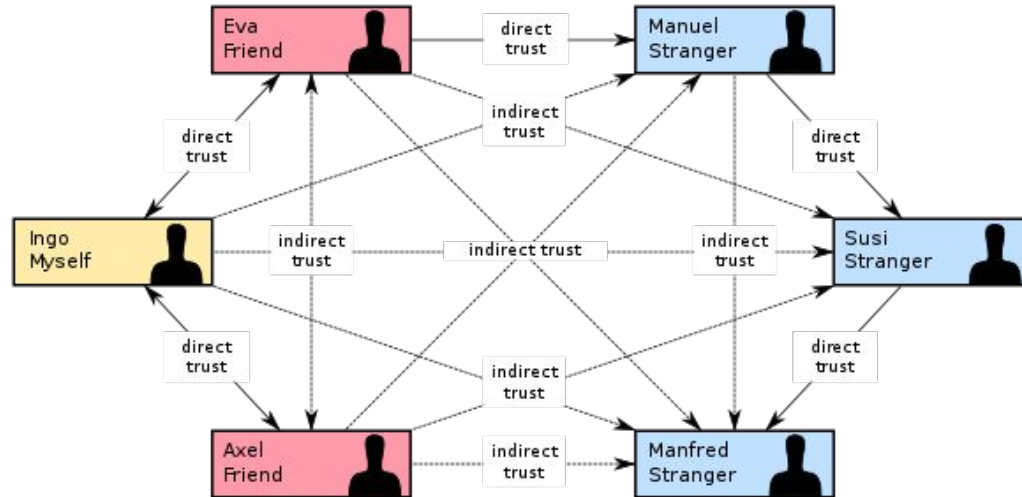 Eva
Friend
direct
trust
Manuel
Stranger
indirect
trust
direct
trust
direct
trust
Ingo
Myself
indirect
trust
indirect trust
indirect
trust
Susi
Stranger
direct
trust
indirect
trust
direct
trust
Axel
Friend
indirect
trust
Manfred
Stranger